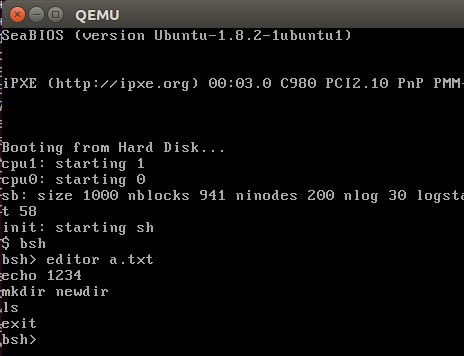 QEMU
SeaBIOS (version Ubuntu-1.8.2-1ubuntu1)
iPXE (http://ipxe.org) 00:03.0 C980 PCI2.10 PnP PMM-
Booting from Hard Disk...
cpu1: starting 1
cpu0: starting 0
sb: size 1000 nblocks 941 ninodes 200 nlog 30 logsta
t 58
init: starting sh
$ bsh
bsh> editor a.txt
echo 1234
mkdir newdir
ls
exit
bsh>